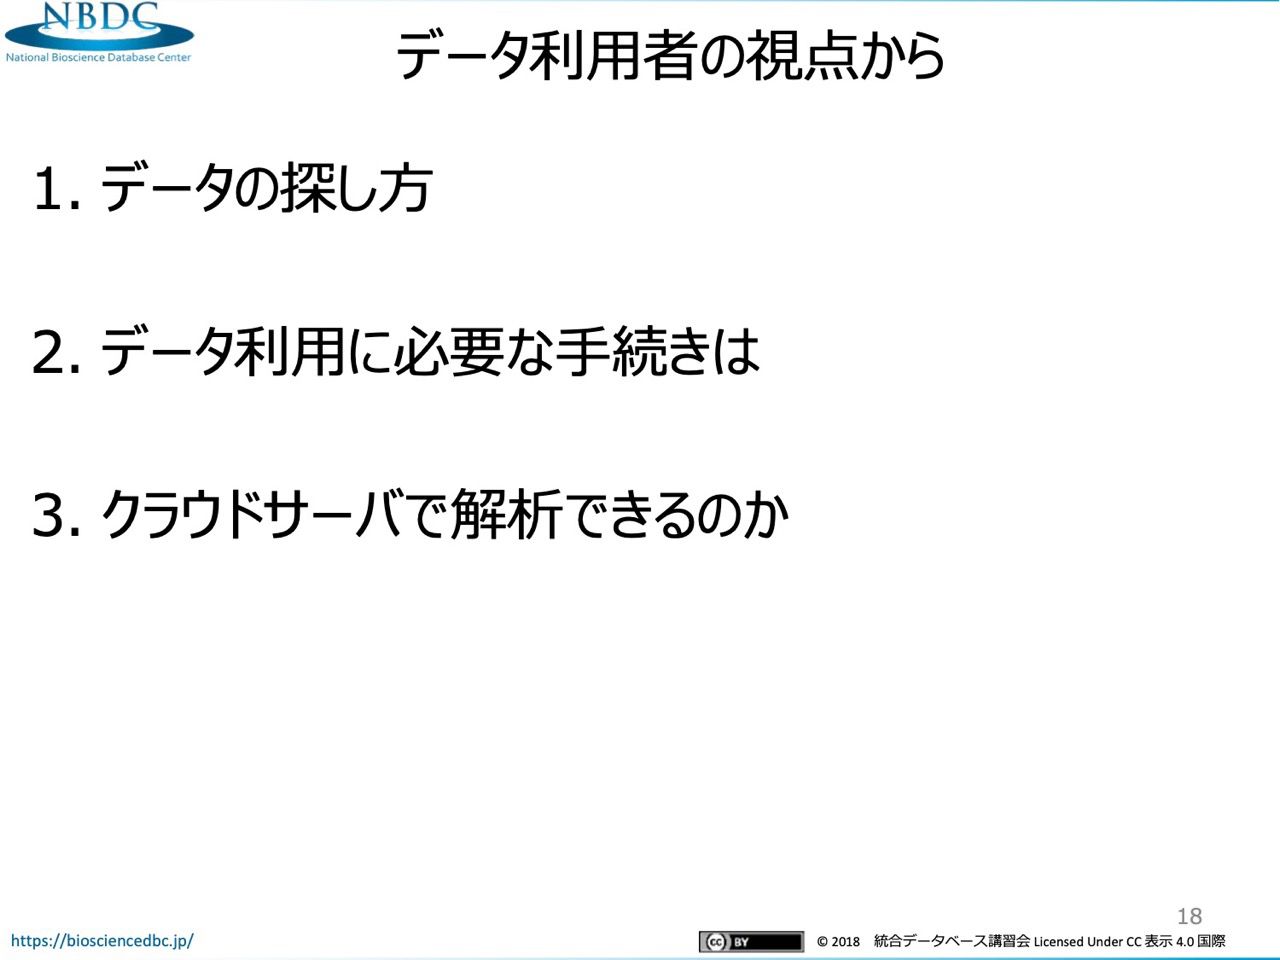 NBDC
National Bioscience Database Center
データ利用者の視点から
1. データの探し方
2. データ利用に必要な手続きは
3. クラウドサーバで解析できるのか
18
https://biosciencedbc.jp/
cc BY
© 2018 統合データベース講習会 Licensed Under CC 表示 4.0 国際